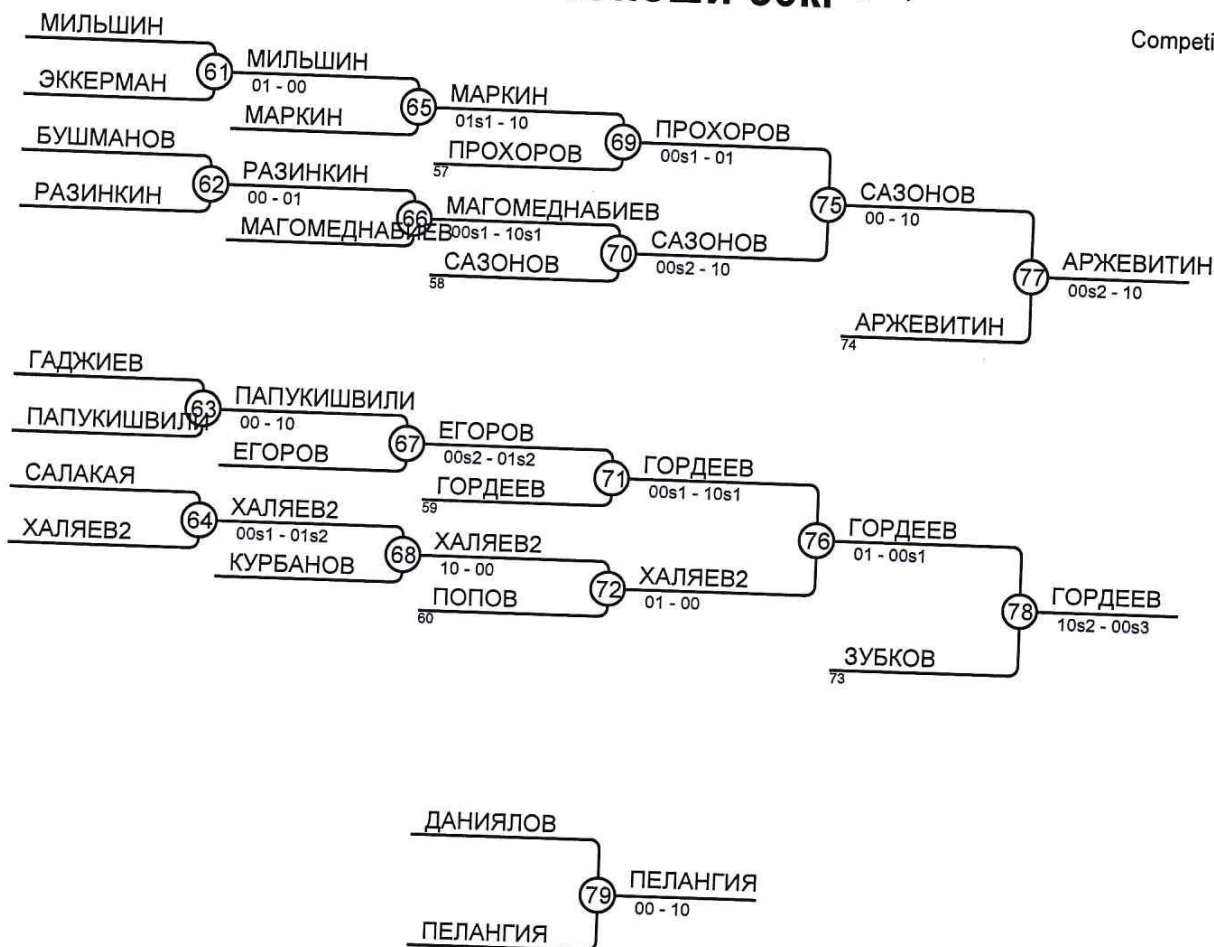 Competi
МИЛЬШИН
61
МИЛЬШИН
01 - 00
ЭККЕРМАН
65
МАРКИН
01s1 - 10
МАРКИН
БУШМАНОВ
69
ПРОХОРОВ
00s1 - 01
57
ПРОХОРОВ
62
РАЗИНКИН
00 - 01
РАЗИНКИН
66
МАГОМЕДНАБИЕВ
00s1 - 10s1
МАГОМЕДНАБИЕВ
75
САЗОНОВ
00 - 10
70
САЗОНОВ
00s2 - 10
58
САЗОНОВ
77
АРЖЕВИТИН
00s2 - 10
74
АРЖЕВИТИН
ГАДЖИЕВ
63
ПАПУКИШВИЛИ
00 - 10
ПАПУКИШВИЛИ
67
ЕГОРОВ
00s2 - 01s2
ЕГОРОВ
САЛАКАЯ
71
ГОРДЕЕВ
00s1 - 10s1
59
ГОРДЕЕВ
64
ХАЛЯЕВ2
00s1 - 01s2
ХАЛЯЕВ2
68
ХАЛЯЕВ2
10 - 00
КУРБАНОВ
76
ГОРДЕЕВ
01 - 00s1
72
ХАЛЯЕВ2
01 - 00
60
ПОПОВ
78
ГОРДЕЕВ
10s2 - 00s3
73
ЗУБКОВ
ДАНИЯЛОВ
79
ПЕЛАНГИЯ
00 - 10
ПЕЛАНГИЯ